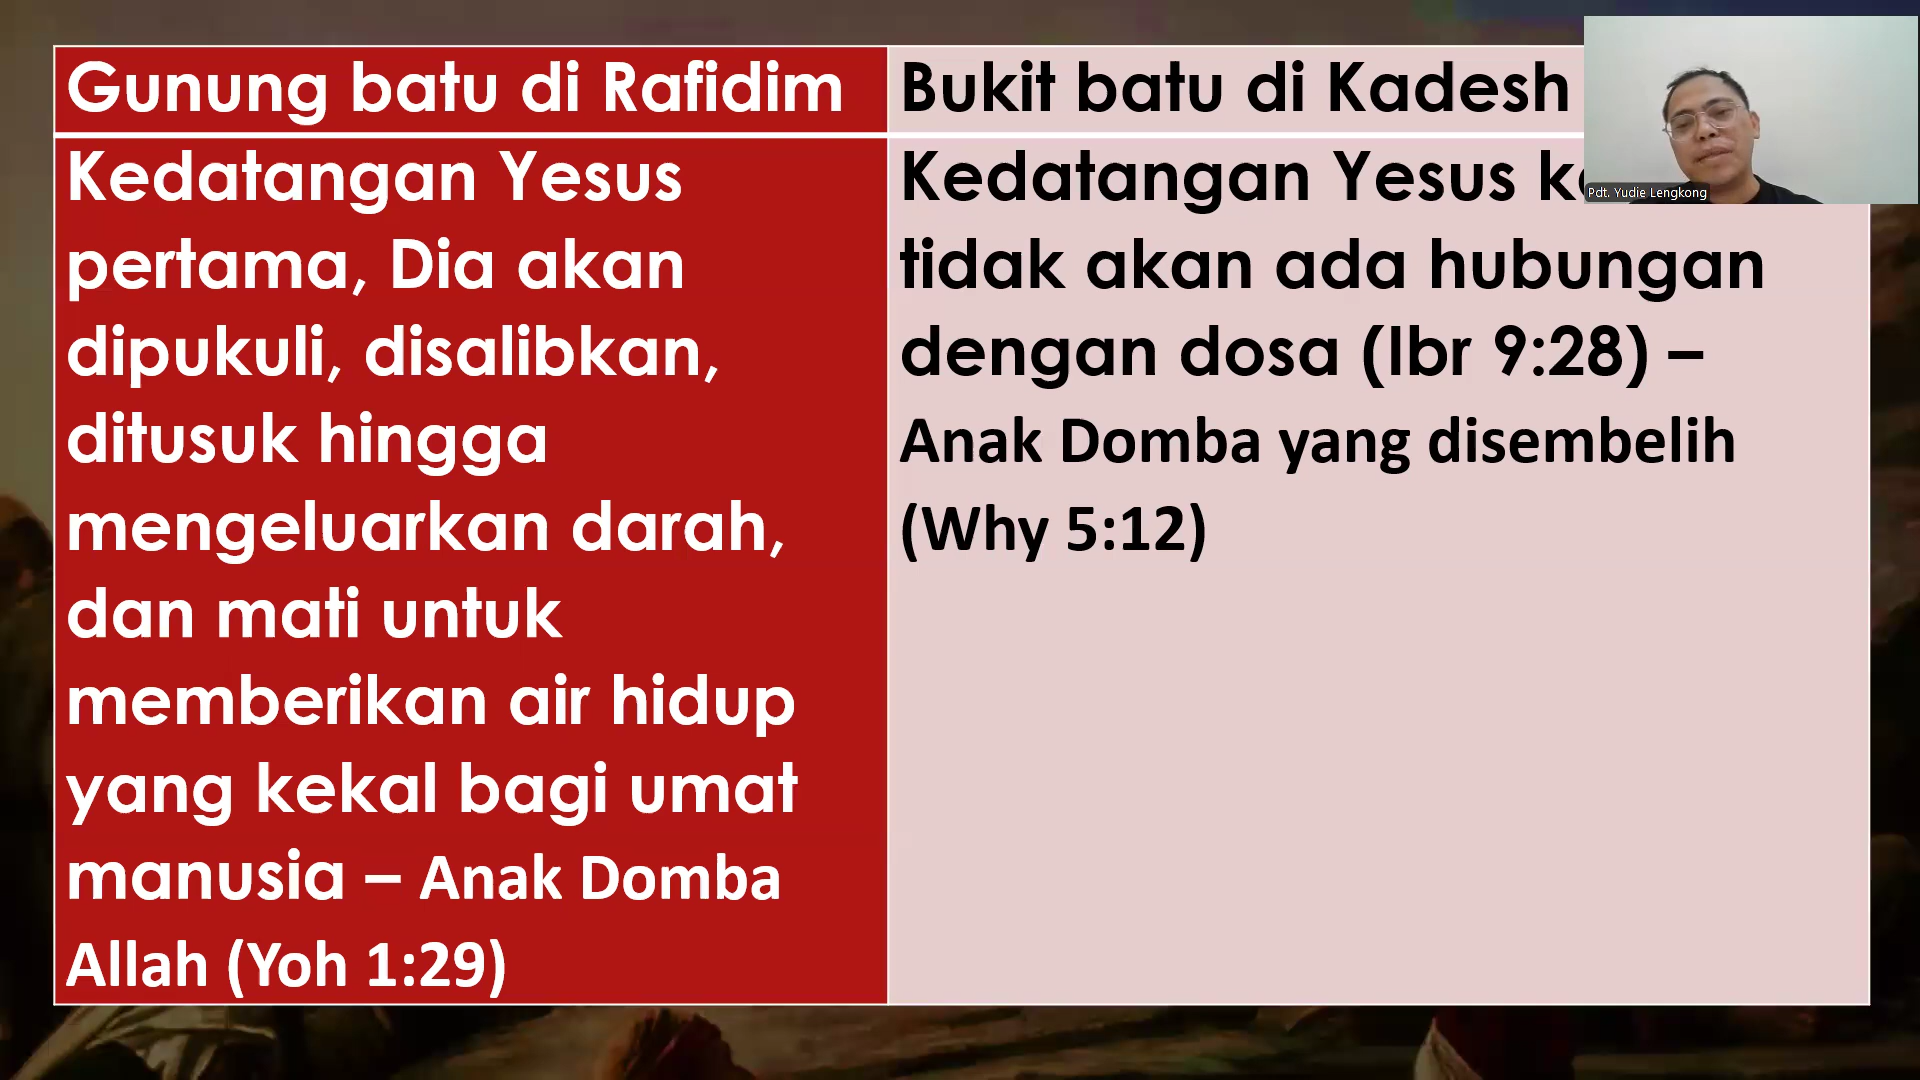 Gunung batu di Rafidim
Kedatangan Yesus
pertama, Dia akan
dipukuli, disalibkan,
ditusuk hingga
mengeluarkan darah,
dan mati untuk
memberikan air hidup
yang kekal bagi umat
manusia – Anak Domba
Allah (Yoh 1:29)
Bukit batu di Kadesh
Kedatangan Yesus
tidak akan ada hubungan
dengan dosa (Ibr 9:28) –
Anak Domba yang disembelih
(Why 5:12)
Pdt. Yudie Lengkong